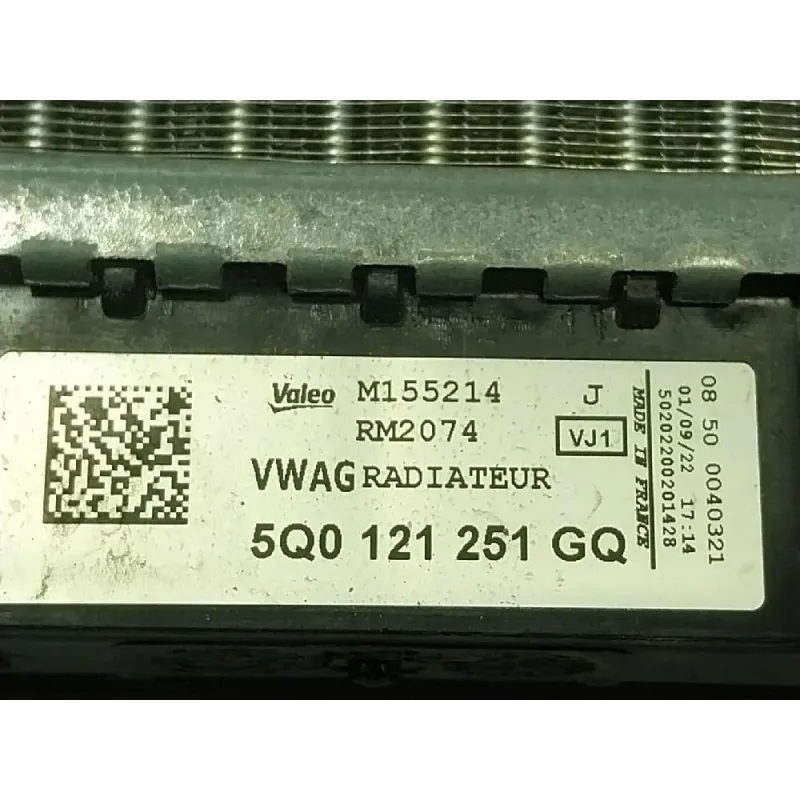 Valeo M155214 J
RM2074 VJ1
VWAG RADIATEUR
5Q0 121 251 GQ
MADE IN FRANCE
50202200201428
01/09/22 17:14
08 50 0040321